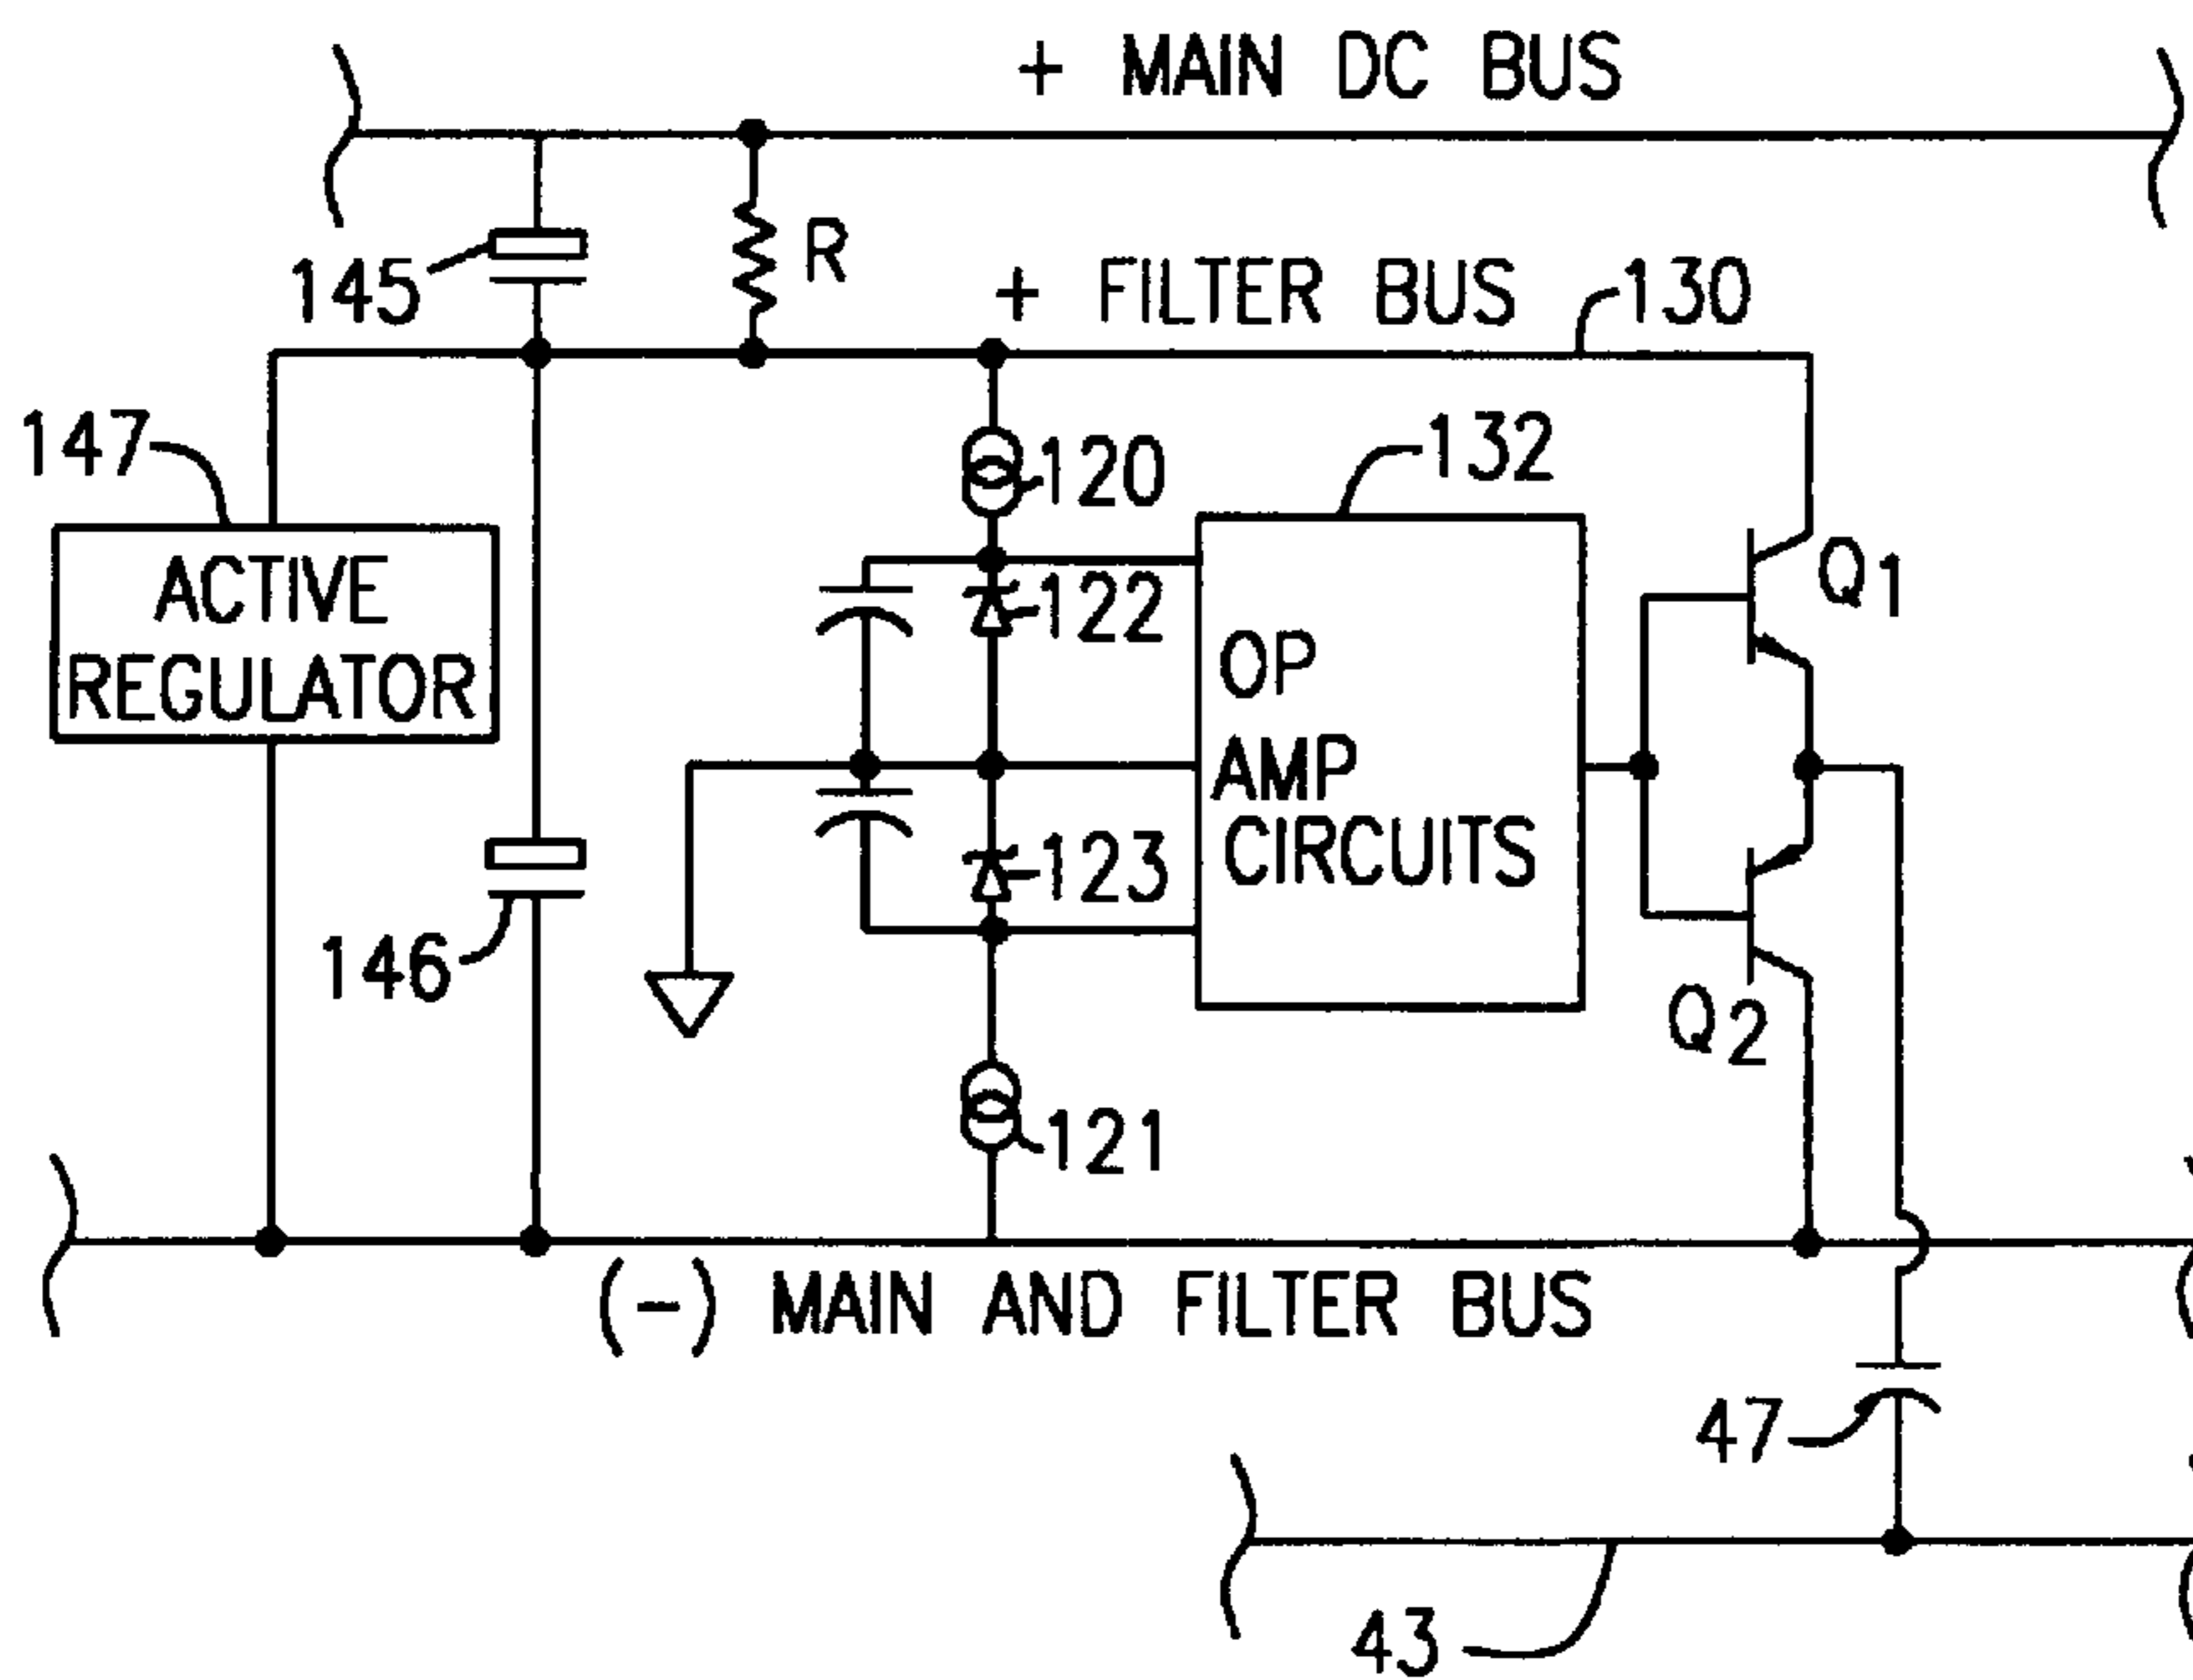 + MAIN DC BUS
145
R
+ FILTER BUS
130
147
120
132
ACTIVE
REGULATOR
122
Q1
OP
AMP
CIRCUITS
123
146
Q2
121
(-) MAIN AND FILTER BUS
47
43